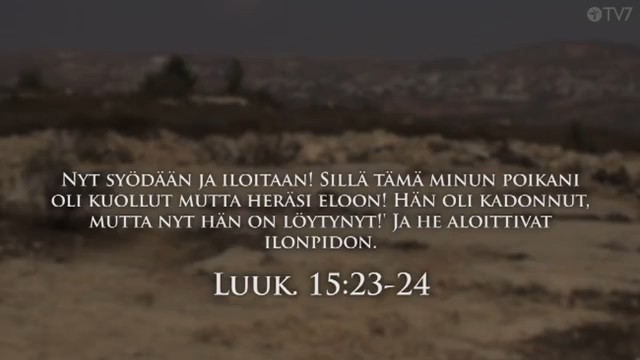 TV7
Nyt syödään ja iloitaan! Sillä tämä minun poikani
oli kuollut mutta heräsi eloon! Hän oli kadonnut,
mutta nyt hän on löytynyt!' Ja he aloittivat
ilonpidon.
Luuk. 15:23-24